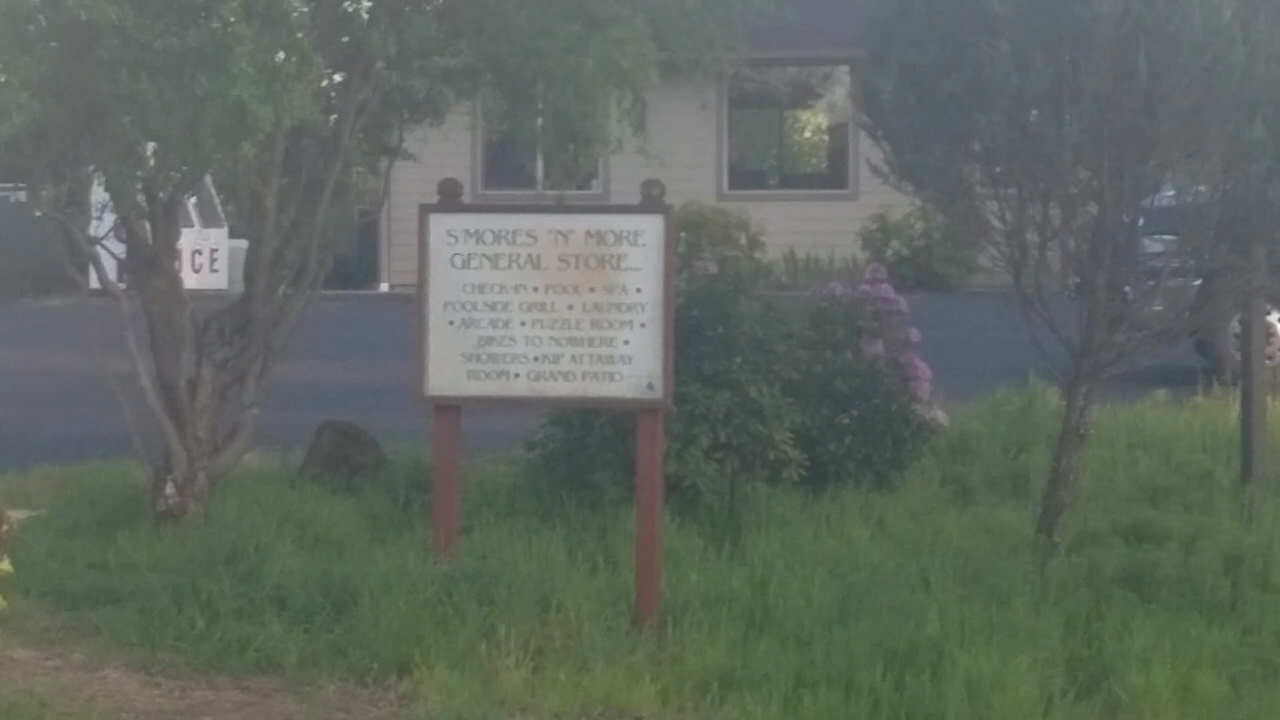 S'MORES "N" MORE
GENERAL STORE...
CHECK-IN • POOL • SPA •
POOLSIDE GRILL • LAUNDRY
• ARCADE • PUZZLE ROOM •
BIKES TO NOWHERE •
SHOWERS • KIP ATTAWAY
ROOM • GRAND PATIO
ICE